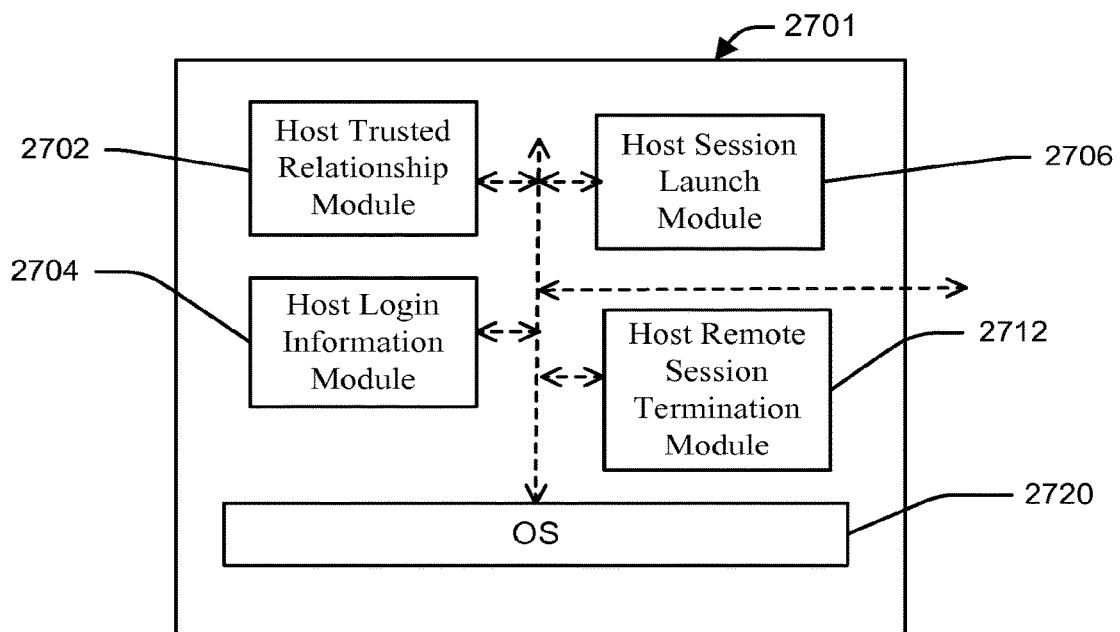 2701
2702
Host Trusted
Relationship
Module
Host Session
Launch
Module
2706
2704
Host Login
Information
Module
Host Remote
Session
Termination
Module
2712
OS
2720